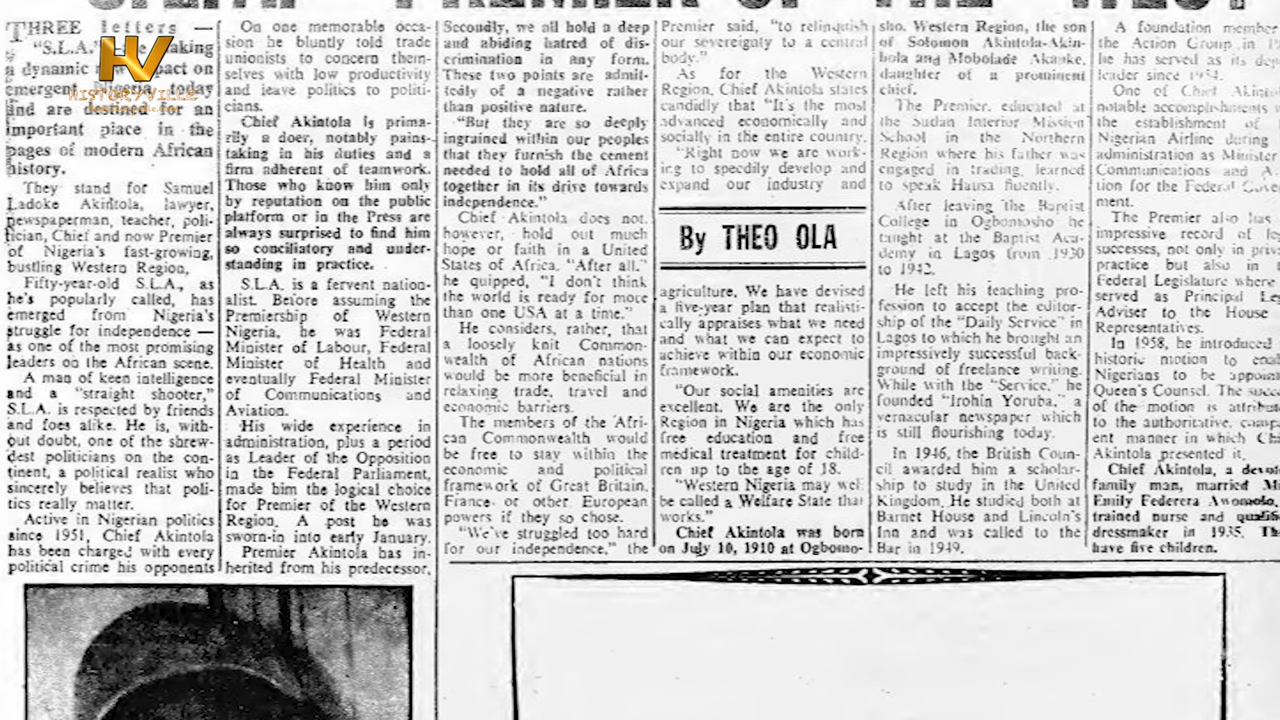 "PREMIER OF THE WEST
HV
HISTORYVILLE
THREE letters —
"S.L.A." making
a dynamic impact on
emergent today
and are destined for an
important place in the
pages of modern African
history.
They stand for Samuel
Ladoke Akintola, lawyer,
newspaperman, teacher, poli-
tician, Chief and now Premier
of Nigeria's fast-growing,
bustling Western Region,
Fifty-year-old S.L.A., as
he's popularly called, has
emerged from Nigeria's
struggle for independence —
as one of the most promising
leaders on the African scene.
A man of keen intelligence
and a "straight shooter,"
S.L.A. is respected by friends
and foes alike. He is, with-
out doubt, one of the shrew-
dest politicians on the con-
tinent, a political realist who
sincerely believes that poli-
tics really matter.
Active in Nigerian politics
since 1951, Chief Akintola
has been charged with every
political crime his opponents
On one memorable occa-
sion he bluntly told trade
unionists to concern them-
selves with low productivity
and leave politics to politi-
cians.
Chief Akintola is prima-
rily a doer, notably pains-
taking in his duties and a
firm adherent of teamwork.
Those who know him only
by reputation on the public
platform or in the Press are
always surprised to find him
so conciliatory and under-
standing in practice.
S.L.A. is a fervent nation-
alist. Before assuming the
Premiership of Western
Nigeria, he was Federal
Minister of Labour, Federal
Minister of Health and
eventually Federal Minister
of Communications and
Aviation.
His wide experience in
administration, plus a period
as Leader of the Opposition
in the Federal Parliament,
made him the logical choice
for Premier of the Western
Region. A post he was
sworn-in into early January.
Premier Akintola has in-
herited from his predecessor,
Secondly, we all hold a deep
and abiding hatred of dis-
crimination in any form.
These two points are admit-
tedly of a negative rather
than positive nature.
"But they are so deeply
ingrained within our peoples
that they furnish the cement
needed to hold all of Africa
together in its drive towards
independence."
Chief Akintola does not,
however, hold out much
hope or faith in a United
States of Africa. "After all,"
he quipped, "I don't think
the world is ready for more
than one USA at a time."
He considers, rather, that
a loosely knit Common-
wealth of African nations
would be more beneficial in
relaxing trade, travel and
economic barriers.
The members of the Afri-
can Commonwealth would
be free to stay within the
economic and political
framework of Great Britain,
France or other European
powers if they so chose.
"We've struggled too hard
for our independence," the
Premier said, "to relinquish
our sovereignty to a central
body."
As for the Western
Region, Chief Akintola states
candidly that "It's the most
advanced economically and
socially in the entire country.
"Right now we are work-
ing to speedily develop and
expand our industry and
By THEO OLA
agriculture. We have devised
a five-year plan that realisti-
cally appraises what we need
and what we can expect to
achieve within our economic
framework.
"Our social amenities are
excellent. We are the only
Region in Nigeria which has
free education and free
medical treatment for child-
ren up to the age of 18.
"Western Nigeria may well
be called a Welfare State that
works."
Chief Akintola was born
on July 10, 1910 at Ogbomo-
sho. Western Region, the son
of Solomon Akintola-Akin-
bola and Mobolade Akanke,
daughter of a prominent
chief.
The Premier, educated at
the Sudan Interior Mission
School in the Northern
Region where his father was
engaged in trading, learned
to speak Hausa fluently.
After leaving the Baptist
College in Ogbomosho he
taught at the Baptist Aca-
demy in Lagos from 1930
to 1942.
He left his teaching pro-
fession to accept the editor-
ship of the "Daily Service" in
Lagos to which he brought an
impressively successful back-
ground of freelance writing.
While with the "Service," he
founded "Irohin Yoruba," a
vernacular newspaper which
is still flourishing today.
In 1946, the British Coun-
cil awarded him a scholar-
ship to study in the United
Kingdom. He studied both at
Barnet House and Lincoln's
Inn and was called to the
Bar in 1949.
A foundation member
the Action Group in
he has served as its
leader since 1954.
One of Chief
notable accomplishments
the establishment of
Nigerian Airline during
administration as Minister
Communications and
tion for the Federal
ment.
The Premier also has
impressive record of
successes, not only in
practice but also in
Federal Legislature where
served as Principal
Adviser to the House
Representatives.
In 1958, he introduced
historic motion to
Nigerians to be
Queen's Counsel. The
of the motion is
to the authoritative,
ent manner in which
Akintola presented it.
Chief Akintola, a
family man, married
Emily Federera
trained nurse and
dressmaker in 1935.
have five children.